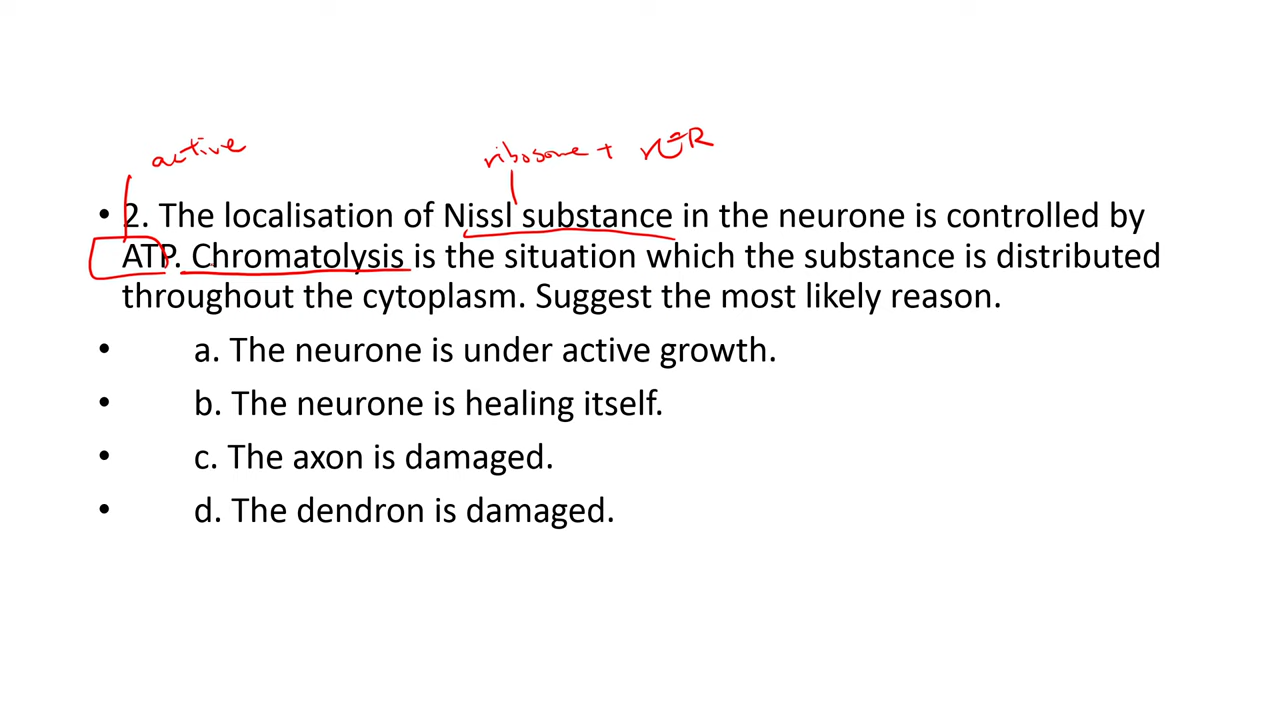 active
ribosome + rER
• 2. The localisation of Nissl substance in the neurone is controlled by
ATP. Chromatolysis is the situation which the substance is distributed
throughout the cytoplasm. Suggest the most likely reason.
• a. The neurone is under active growth.
• b. The neurone is healing itself.
• c. The axon is damaged.
• d. The dendron is damaged.